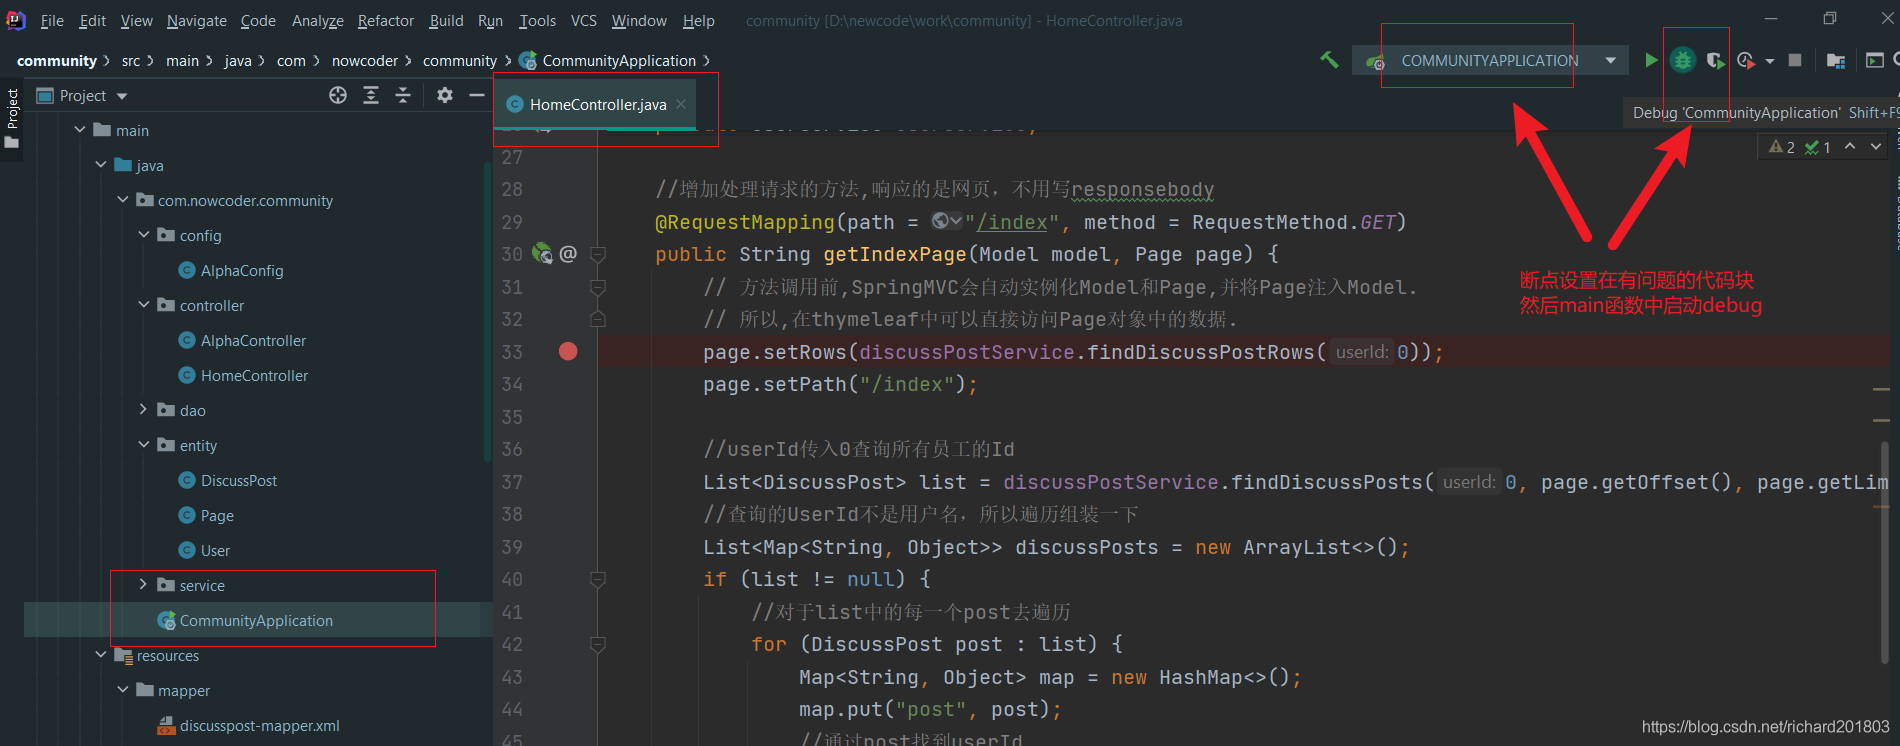 File Edit View Navigate Code Analyze Refactor Build Run Tools VCS Window Help community [D:\newcode\work\community] - HomeController.java
community > src > main > java > com > nowcoder > community > CommunityApplication >
COMMUNITYAPPLICATION
Debug 'CommunityApplication' Shift+F9
Project
Project
HomeController.java
2 1
main
java
com.nowcoder.community
config
AlphaConfig
controller
AlphaController
HomeController
dao
entity
DiscussPost
Page
User
service
CommunityApplication
resources
mapper
discusspost-mapper.xml
27
28 //增加处理请求的方法,响应的是网页，不用写responsebody
29 @RequestMapping(path = "/index", method = RequestMethod.GET)
30 @ public String getIndexPage(Model model, Page page) {
31 // 方法调用前,SpringMVC会自动实例化Model和Page,并将Page注入Model.
32 // 所以,在thymeleaf中可以直接访问Page对象中的数据.
33 page.setRows(discussPostService.findDiscussPostRows( userId: 0));
34 page.setPath("/index");
35
36 //userId传入0查询所有员工的Id
37 List<DiscussPost> list = discussPostService.findDiscussPosts( userId: 0, page.getOffset(), page.getLim
38 //查询的UserId不是用户名，所以遍历组装一下
39 List<Map<String, Object>> discussPosts = new ArrayList<>();
40 if (list != null) {
41 //对于list中的每一个post去遍历
42 for (DiscussPost post : list) {
43 Map<String, Object> map = new HashMap<>();
44 map.put("post", post);
45 //通过post找到userId
断点设置在有问题的代码块
然后main函数中启动debug
https://blog.csdn.net/richard201803